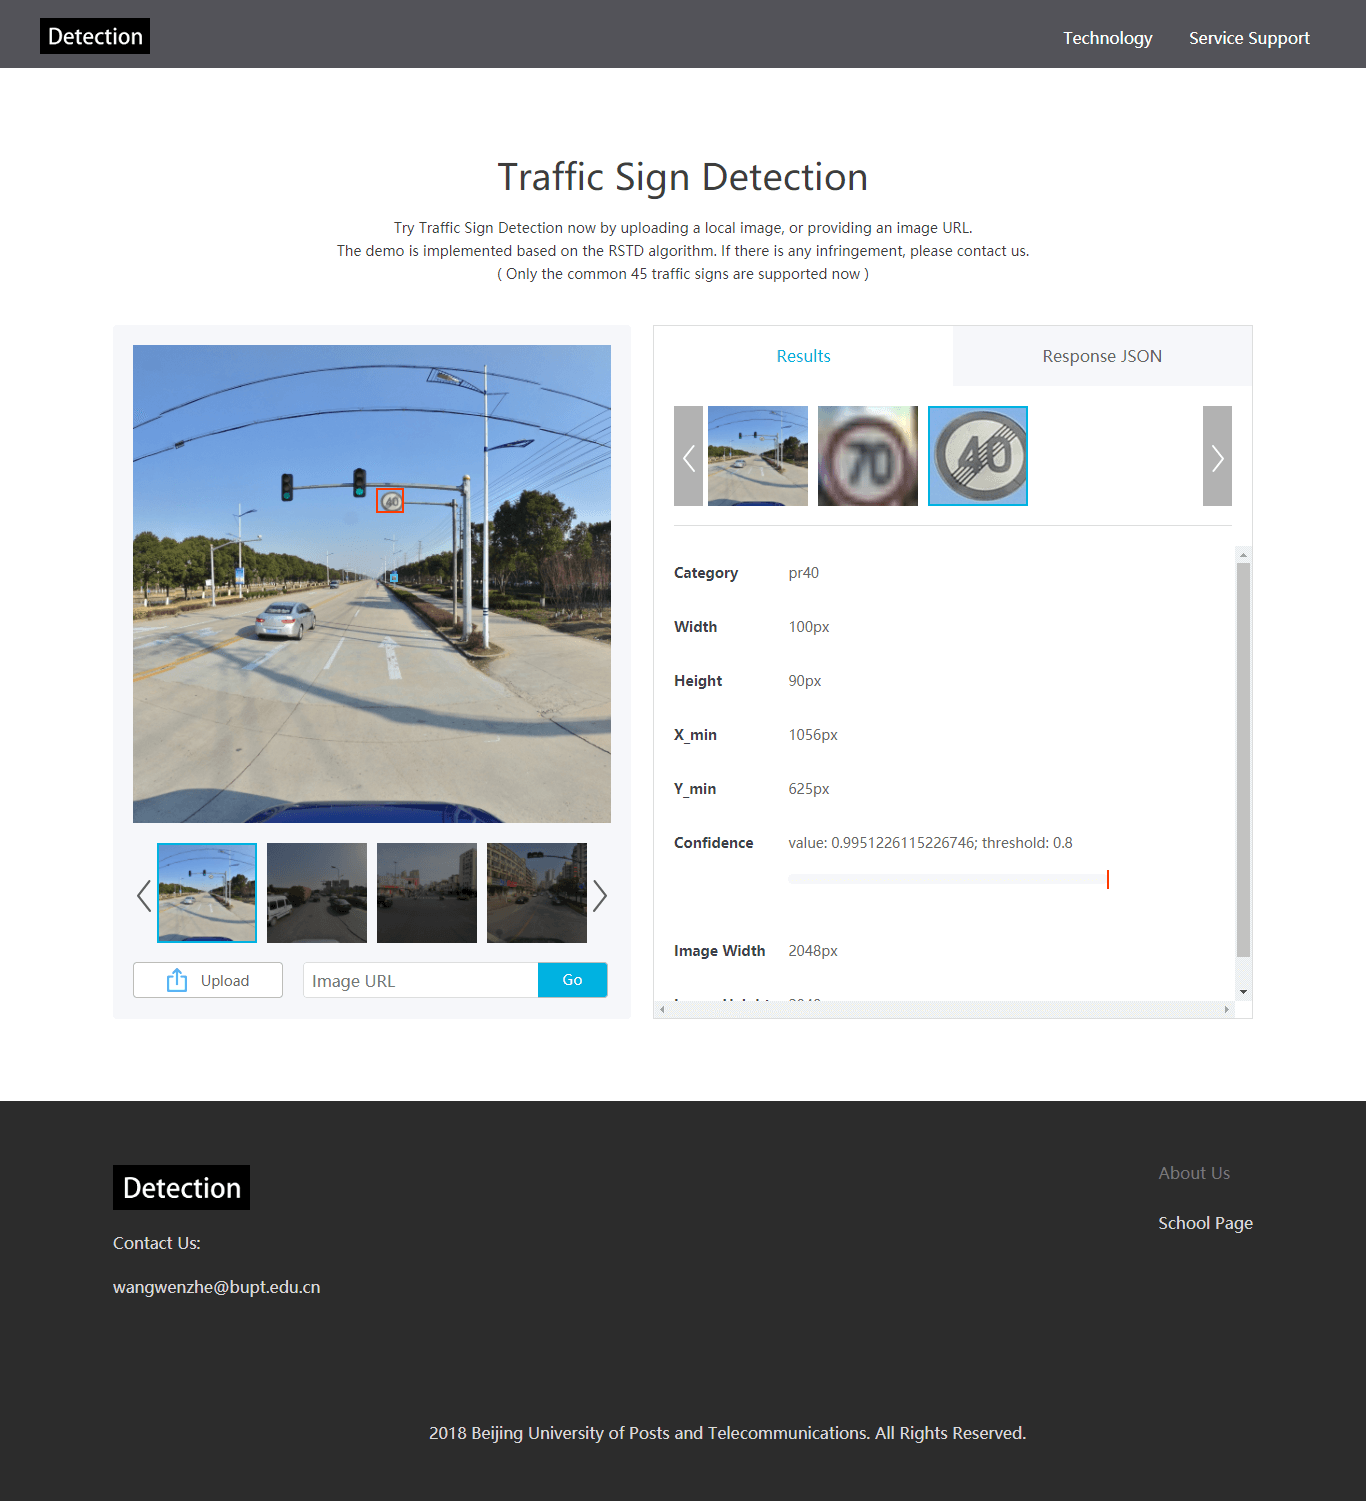 Detection
Technology
Service Support
Traffic Sign Detection
Try Traffic Sign Detection now by uploading a local image, or providing an image URL.
The demo is implemented based on the RSTD algorithm. If there is any infringement, please contact us.
( Only the common 45 traffic signs are supported now )
40
Results
Response JSON
70
40
Category pr40
Width 100px
Height 90px
X_min 1056px
Y_min 625px
Confidence value: 0.9951226115226746; threshold: 0.8
Image Width 2048px
Upload
Image URL
Go
Detection
Contact Us:
wangwenzhe@bupt.edu.cn
About Us
School Page
2018 Beijing University of Posts and Telecommunications. All Rights Reserved.